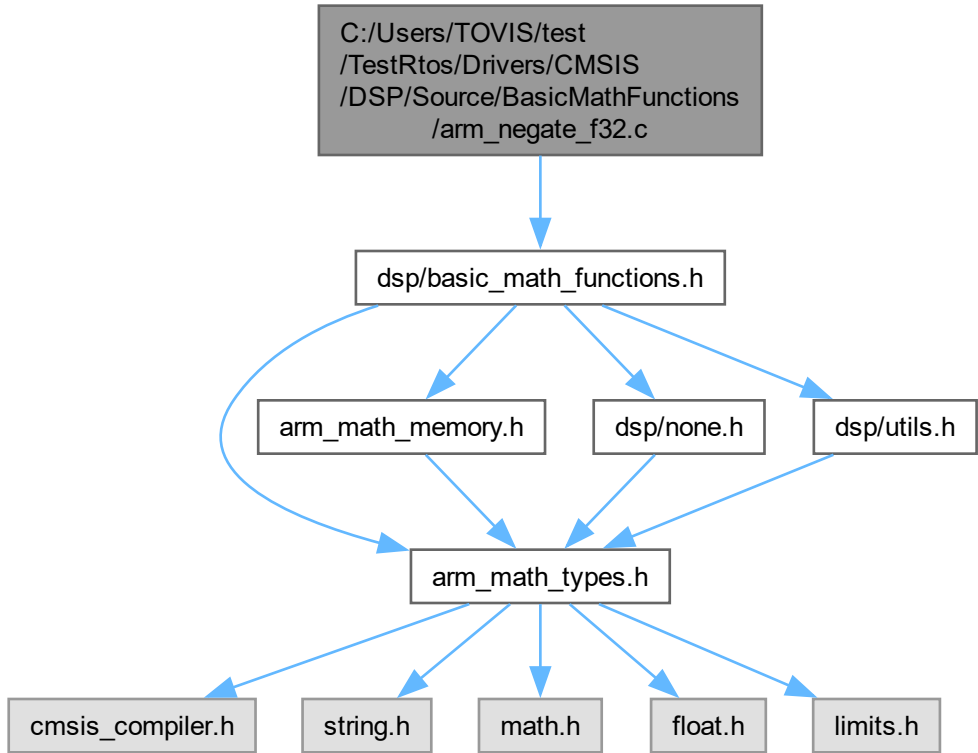 C:/Users/TOVIS/test
/TestRtos/Drivers/CMSIS
/DSP/Source/BasicMathFunctions
/arm_negate_f32.c
dsp/basic_math_functions.h
arm_math_memory.h
dsp/none.h
dsp/utils.h
arm_math_types.h
cmsis_compiler.h
string.h
math.h
float.h
limits.h